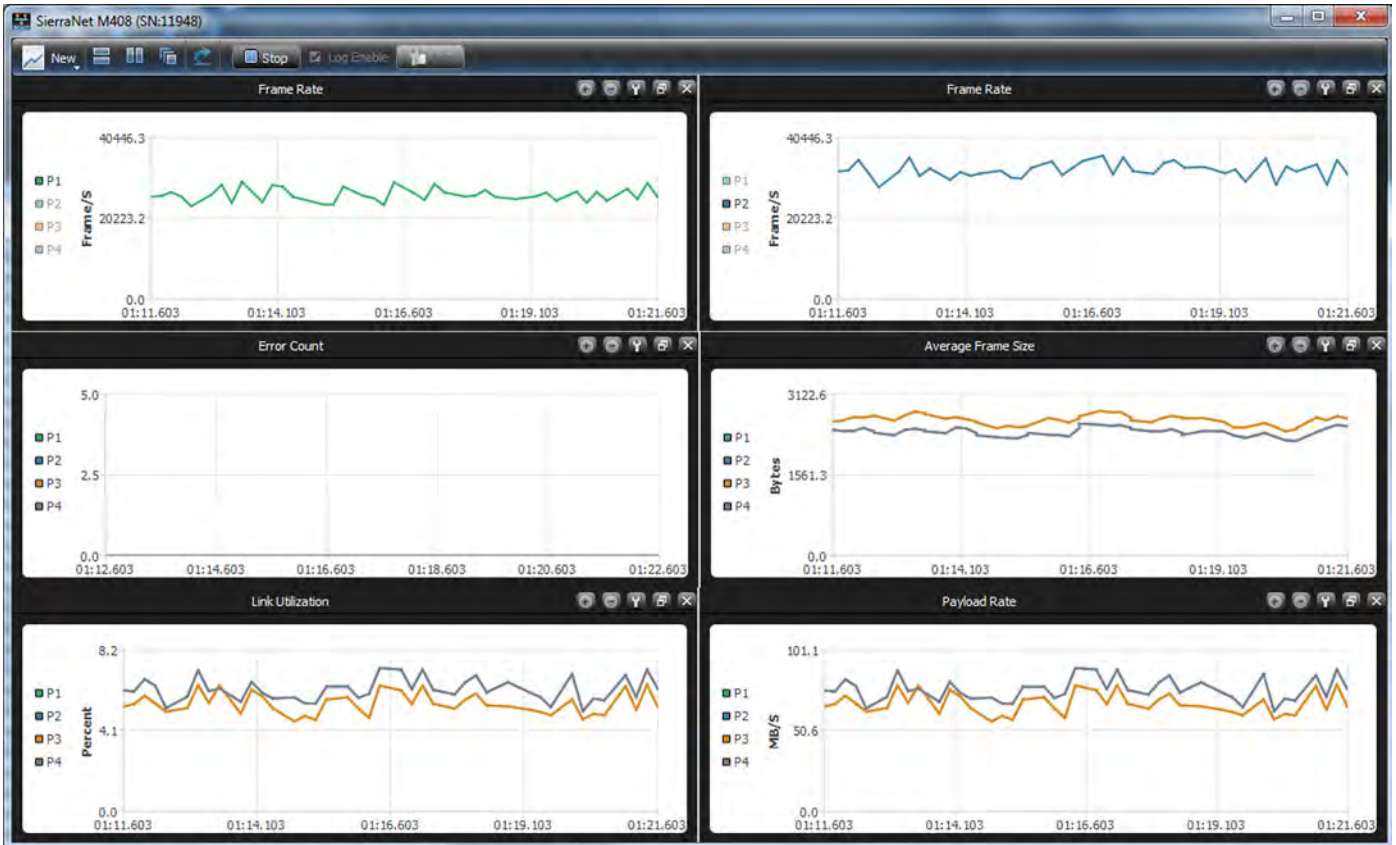 SierraNet M408 (SN:11948)
New
Stop
Log Enable
Frame Rate
40446.3
P1
P2
P3
P4
Frame/S
20223.2
0.0
01:11.603 01:14.103 01:16.603 01:19.103 01:21.603
Frame Rate
40446.3
P1
P2
P3
P4
Frame/S
20223.2
0.0
01:11.603 01:14.103 01:16.603 01:19.103 01:21.603
Error Count
5.0
P1
P2
P3
P4
2.5
0.0
01:12.603 01:14.603 01:16.603 01:18.603 01:20.603 01:22.603
Average Frame Size
3122.6
P1
P2
P3
P4
Bytes
1561.3
0.0
01:11.603 01:14.103 01:16.603 01:19.103 01:21.603
Link Utilization
8.2
P1
P2
P3
P4
Percent
4.1
0.0
01:11.603 01:14.103 01:16.603 01:19.103 01:21.603
Payload Rate
101.1
P1
P2
P3
P4
MB/S
50.6
0.0
01:11.603 01:14.103 01:16.603 01:19.103 01:21.603